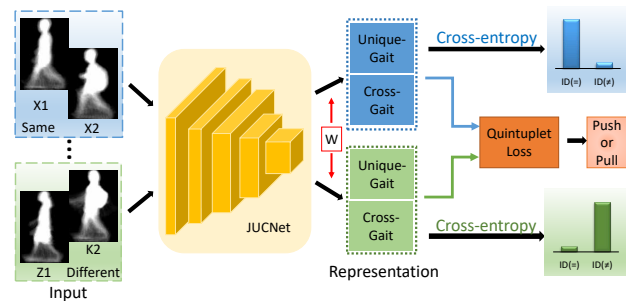 X1
Same
X2
Z1
K2
Different
Input
JUCNet
Unique-
Gait
Cross-
Gait
W
Unique-
Gait
Cross-
Gait
Representation
Cross-entropy
Quintuplet
Loss
Push
or
Pull
Cross-entropy
ID(=) ID(≠)
ID(=) ID(≠)